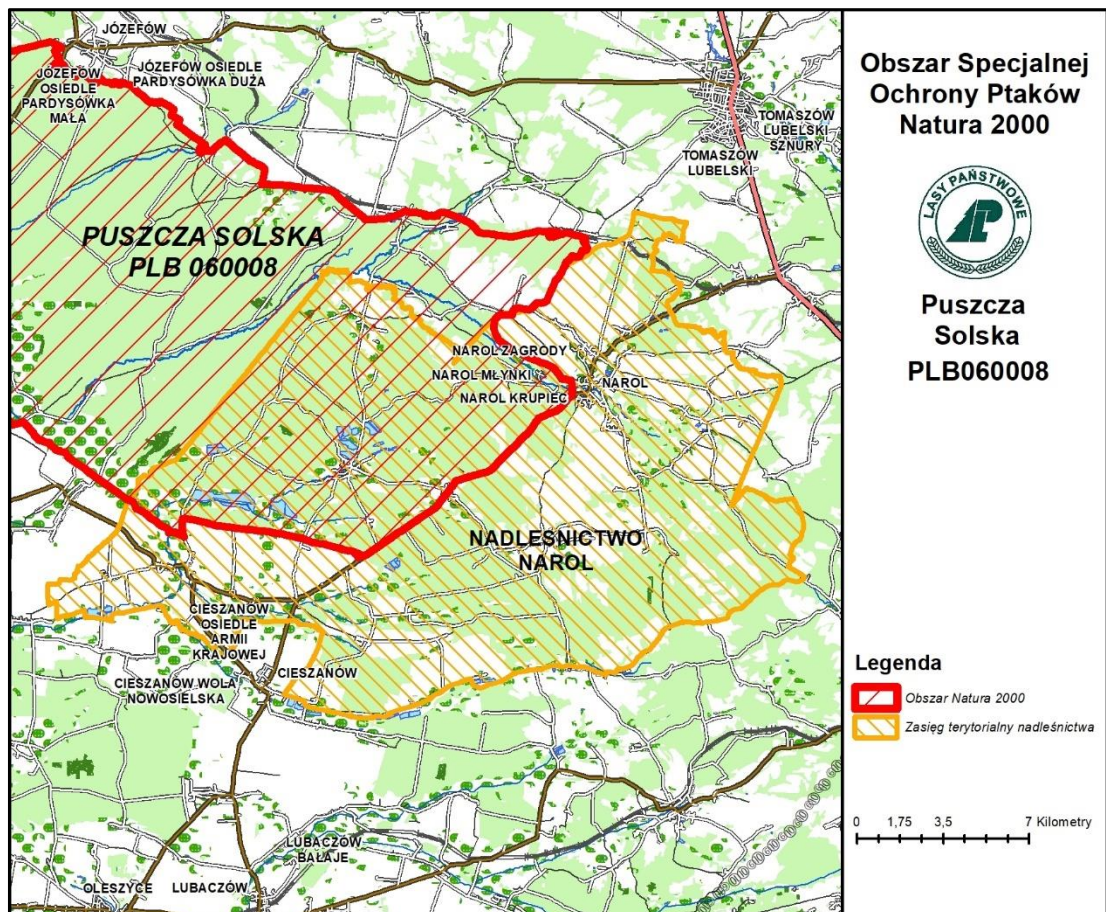 JÓZEFÓW
JÓZEFÓW OSIEDLE
PARDYSÓWKA DUŻA
JÓZEFÓW
OSIEDLE
PARDYSÓWKA
MAŁA
TOMASZÓW
LUBELSKI
SZNURY
TOMASZÓW
LUBELSKI
PUSZCZA SOLSKA
PLB 060008
NAROL ZAGRODY
NAROL MŁYNKI
NAROL
NAROL KRUPIEC
NADLEŚNICTWO
NAROL
CIESZANÓW
OSIEDLE
ARMII
KRAJOWEJ
CIESZANÓW
CIESZANÓW WOLA
NOWOSIELSKA
LUBACZÓW
BAŁAJE
OLESZYCE
LUBACZÓW
Obszar Specjalnej
Ochrony Ptaków
Natura 2000
LASY PAŃSTWOWE
Puszcza
Solska
PLB060008
Legenda
Obszar Natura 2000
Zasięg terytorialny nadleśnictwa
0 1,75 3,5 7 Kilometry